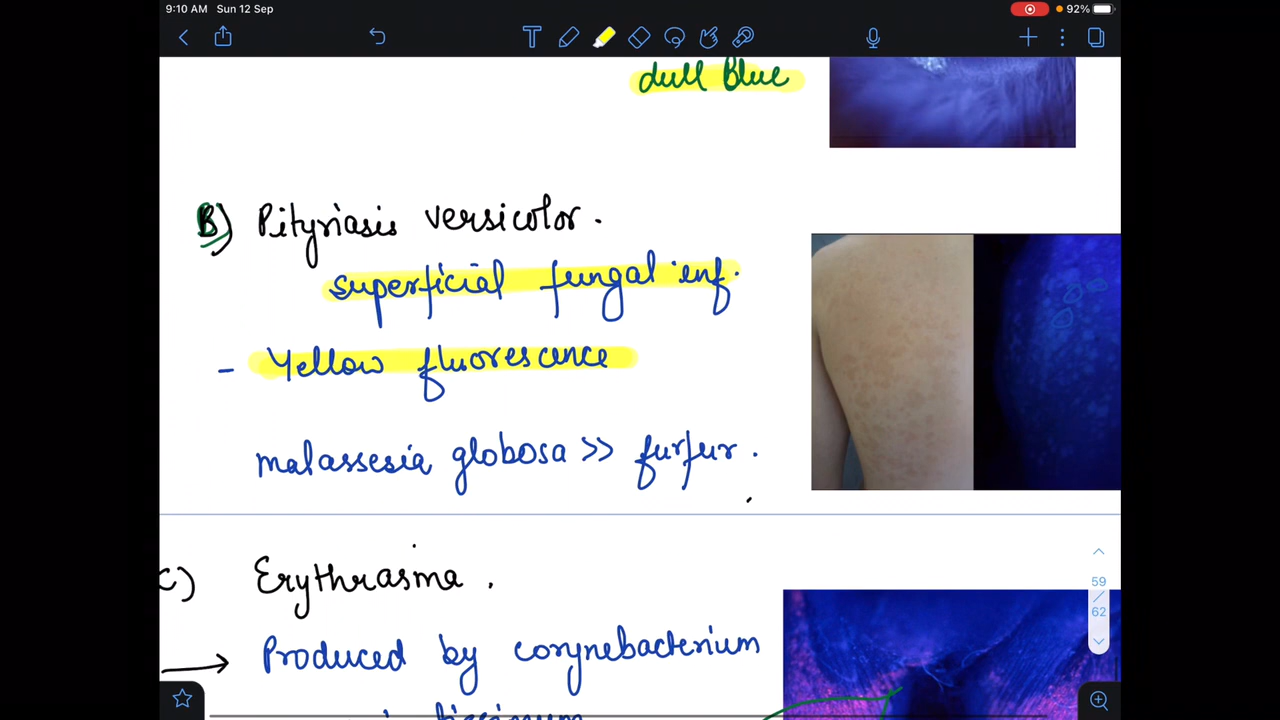 9:10 AM Sun 12 Sep
92%
T
dull Blue
B) Pityriasis versicolor.
superficial fungal inf.
- Yellow fluorescence
malassesia globosa >> furfur.
C) Erythrasma.
→ Produced by corynebacterium
59
/
62